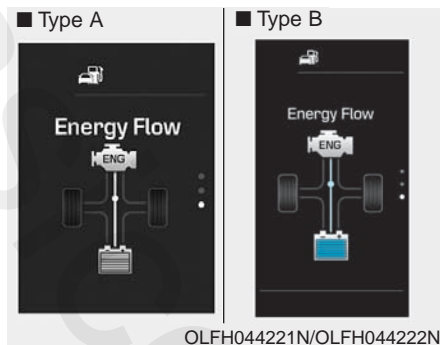 ■ Type A
■ Type B
Energy Flow
ENG
Energy Flow
ENG
OLFH044221N/OLFH044222N